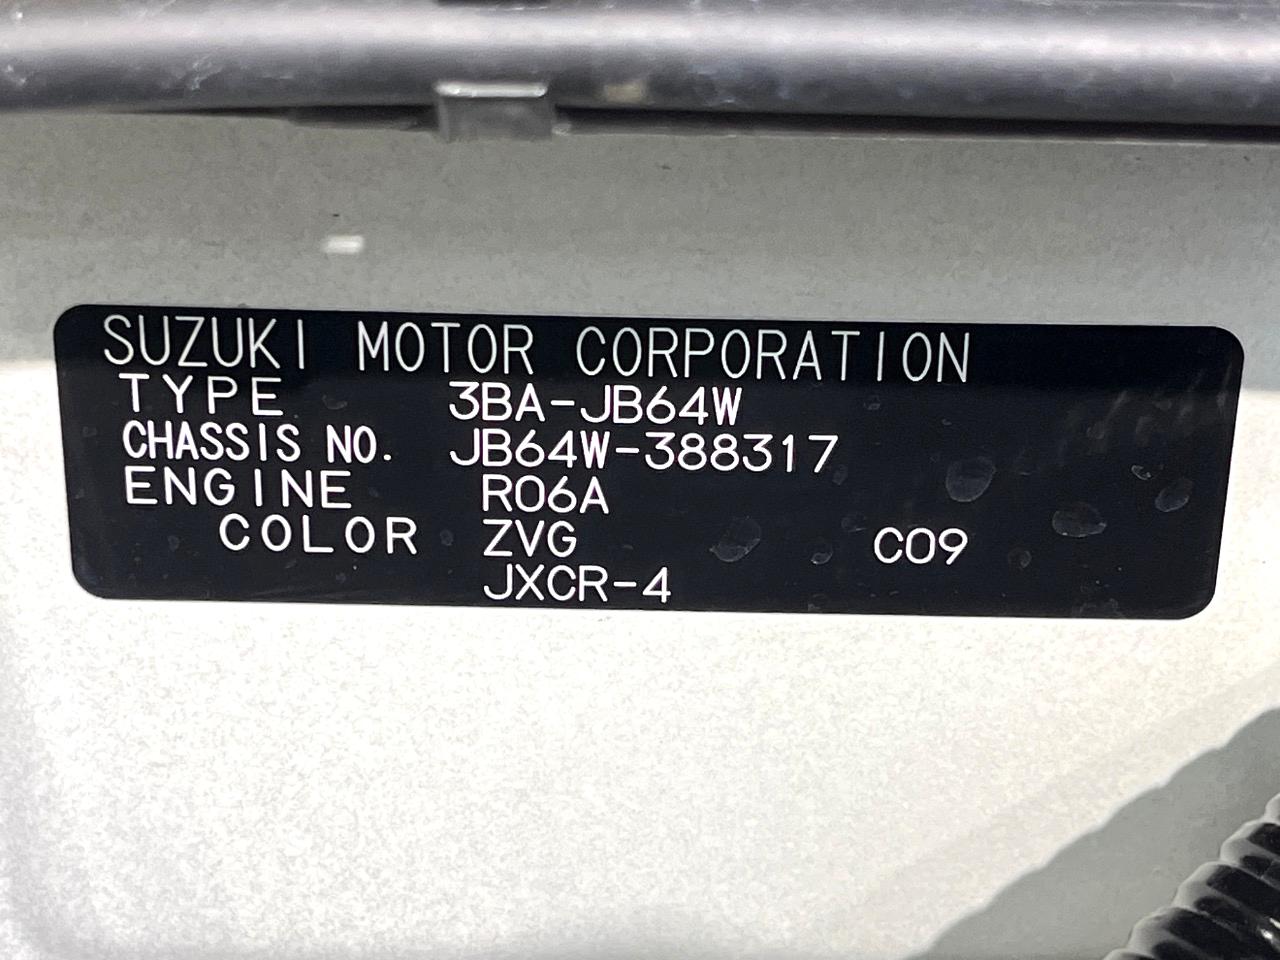 SUZUKI MOTOR CORPORATION
TYPE 3BA-JB64W
CHASSIS NO. JB64W-388317
ENGINE R06A
COLOR ZVG C09
JXCR-4